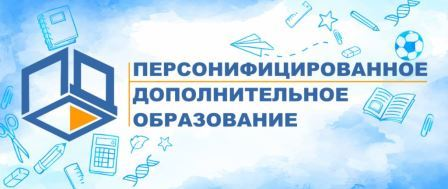 ПЕРСОНИФИЦИРОВАННОЕ
ДОПОЛНИТЕЛЬНОЕ
ОБРАЗОВАНИЕ